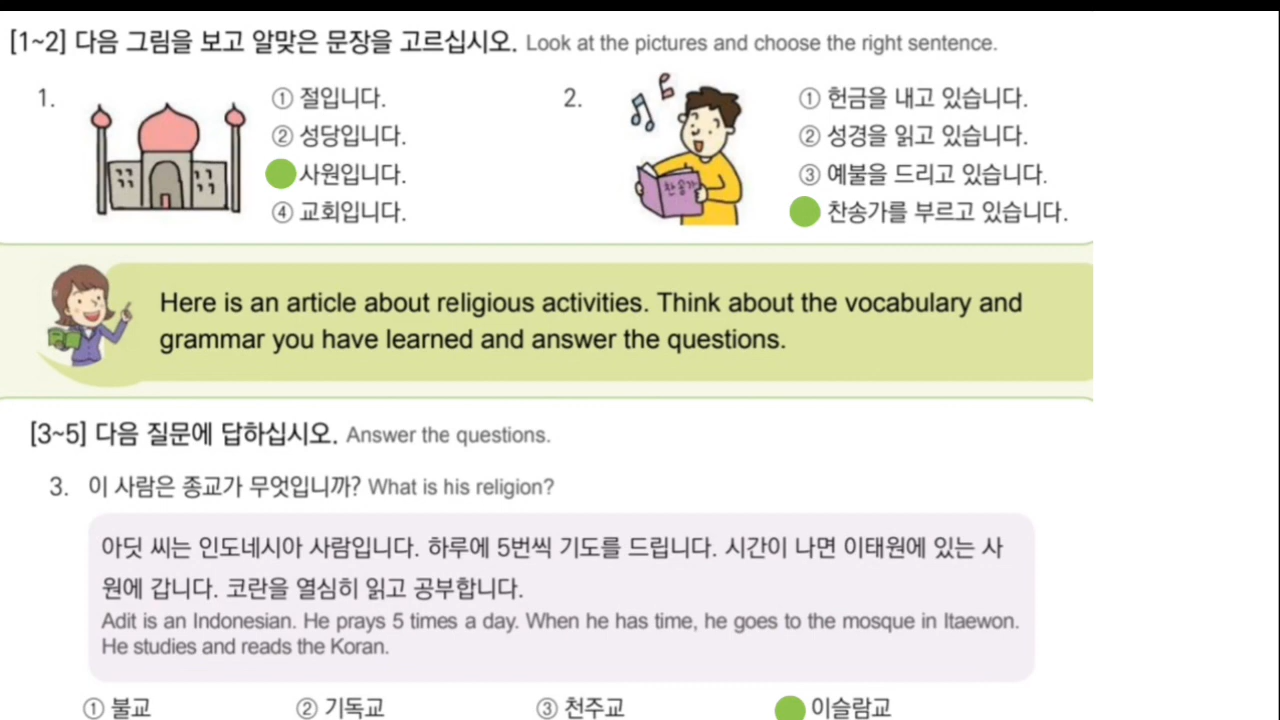 [1~2] 다음 그림을 보고 알맞은 문장을 고르십시오. Look at the pictures and choose the right sentence.
1.
① 절입니다.
② 성당입니다.
사원입니다.
④ 교회입니다.
2.
찬송가
① 헌금을 내고 있습니다.
② 성경을 읽고 있습니다.
③ 예불을 드리고 있습니다.
찬송가를 부르고 있습니다.
Here is an article about religious activities. Think about the vocabulary and
grammar you have learned and answer the questions.
[3~5] 다음 질문에 답하십시오. Answer the questions.
3. 이 사람은 종교가 무엇입니까? What is his religion?
아딧 씨는 인도네시아 사람입니다. 하루에 5번씩 기도를 드립니다. 시간이 나면 이태원에 있는 사
원에 갑니다. 코란을 열심히 읽고 공부합니다.
Adit is an Indonesian. He prays 5 times a day. When he has time, he goes to the mosque in Itaewon.
He studies and reads the Koran.
① 불교 ② 기독교 ③ 천주교 이슬람교